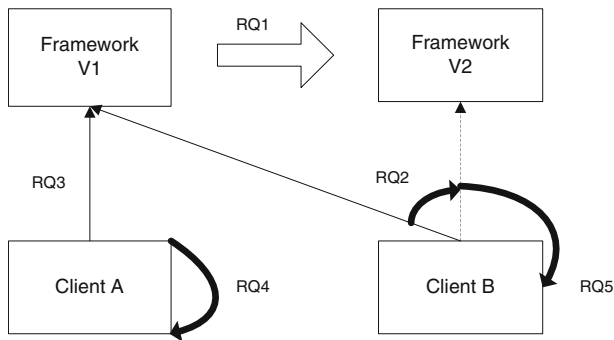 RQ1
Framework
V1
Framework
V2
RQ3
RQ2
Client A
RQ4
Client B
RQ5